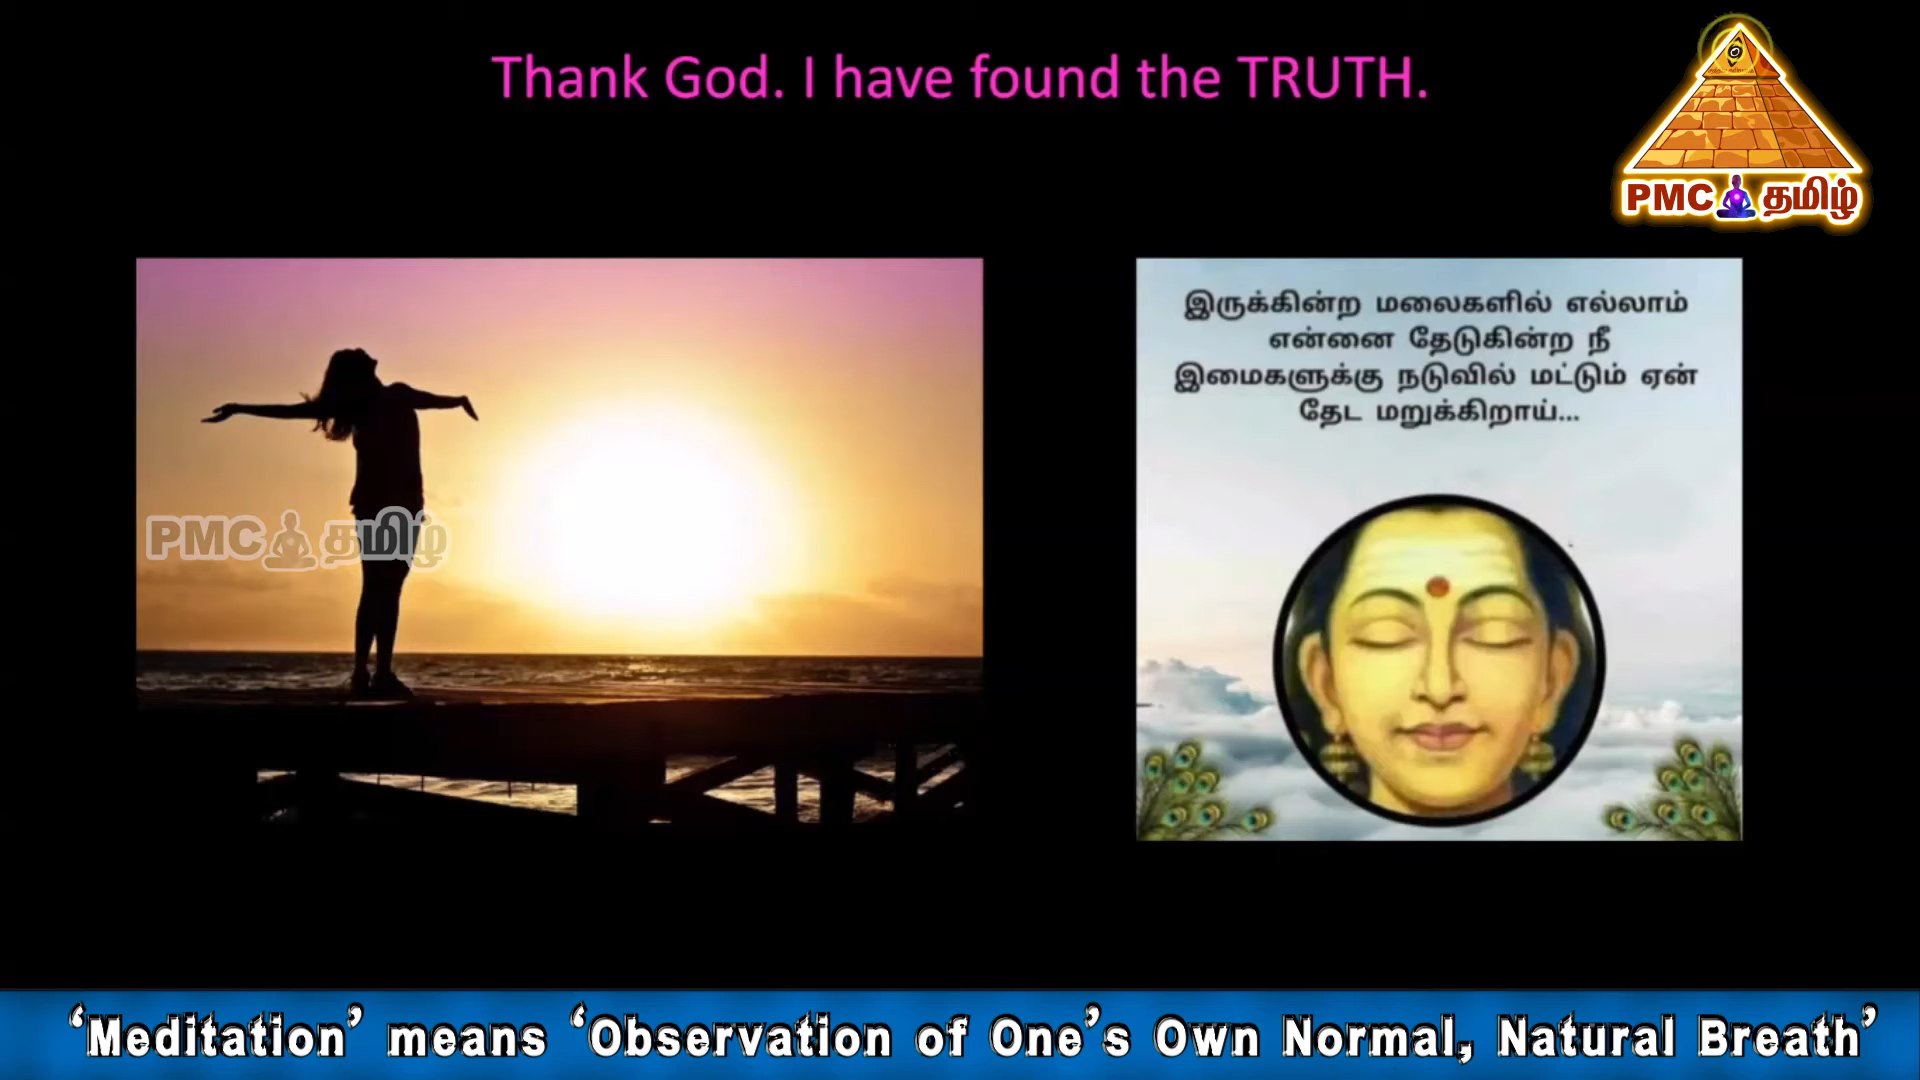 Thank God. I have found the TRUTH.
PMC தமிழ்
இருக்கின்ற மலைகளில் எல்லாம்
என்னை தேடுகின்ற நீ
இமைகளுக்கு நடுவில் மட்டும் ஏன்
தேட மறுக்கிறாய்...
PMC தமிழ்
‘Meditation’ means ‘Observation of One’s Own Normal, Natural Breath’